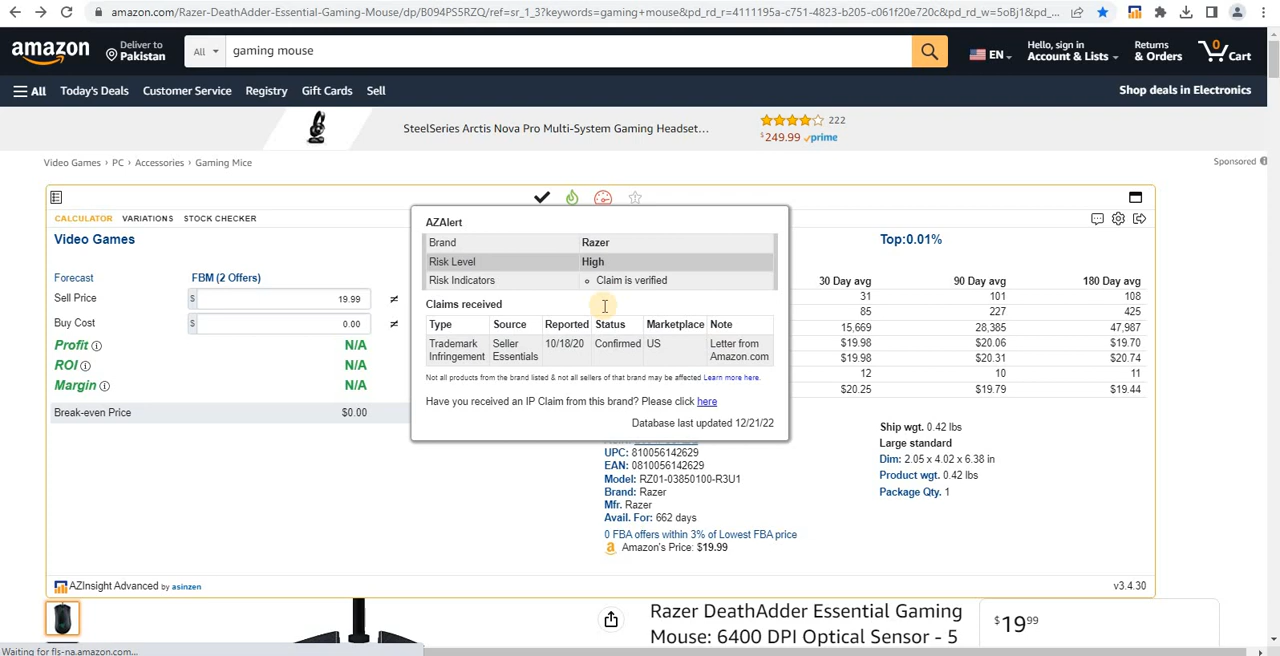 amazon.com/Razer-DeathAdder-Essential-Gaming-Mouse/dp/B094PS5RZQ/ref=sr_1_3?keywords=gaming+mouse&pd_rd_r=4111195a-c751-4823-b205-c061f20e720c&pd_rd_w=5oBj1&pd_...
amazon
Deliver to
Pakistan
All
gaming mouse
EN
Hello, sign in
Account & Lists
Returns
& Orders
0
Cart
All
Today's Deals
Customer Service
Registry
Gift Cards
Sell
Shop deals in Electronics
SteelSeries Arctis Nova Pro Multi-System Gaming Headset...
222
$249.99 prime
Video Games › PC › Accessories › Gaming Mice
Sponsored
CALCULATOR VARIATIONS STOCK CHECKER
Video Games
Forecast FBM (2 Offers)
Sell Price $ 19.99 ≠
Buy Cost $ 0.00 ≠
Profit N/A
ROI N/A
Margin N/A
Break-even Price $0.00
AZAlert
Brand Razer
Risk Level High
Risk Indicators Claim is verified
Claims received
Type Source Reported Status Marketplace Note
Trademark Infringement Seller Essentials 10/18/20 Confirmed US Letter from Amazon.com
Not all products from the brand listed & not all sellers of that brand may be affected Learn more here.
Have you received an IP Claim from this brand? Please click here
Database last updated 12/21/22
Top:0.01%
30 Day avg 90 Day avg 180 Day avg
31 101 108
85 227 425
15,669 28,385 47,987
$19.98 $20.06 $19.70
$19.98 $20.31 $20.74
12 10 11
$20.25 $19.79 $19.44
UPC: 810056142629
EAN: 0810056142629
Model: RZ01-03850100-R3U1
Brand: Razer
Mfr. Razer
Avail. For: 662 days
0 FBA offers within 3% of Lowest FBA price
a Amazon's Price: $19.99
Ship wgt. 0.42 lbs
Large standard
Dim: 2.05 x 4.02 x 6.38 in
Product wgt. 0.42 lbs
Package Qty. 1
AZInsight Advanced by asinzen
v3.4.30
Razer DeathAdder Essential Gaming
Mouse: 6400 DPI Optical Sensor - 5
$19 99
Waiting for fls-na.amazon.com...